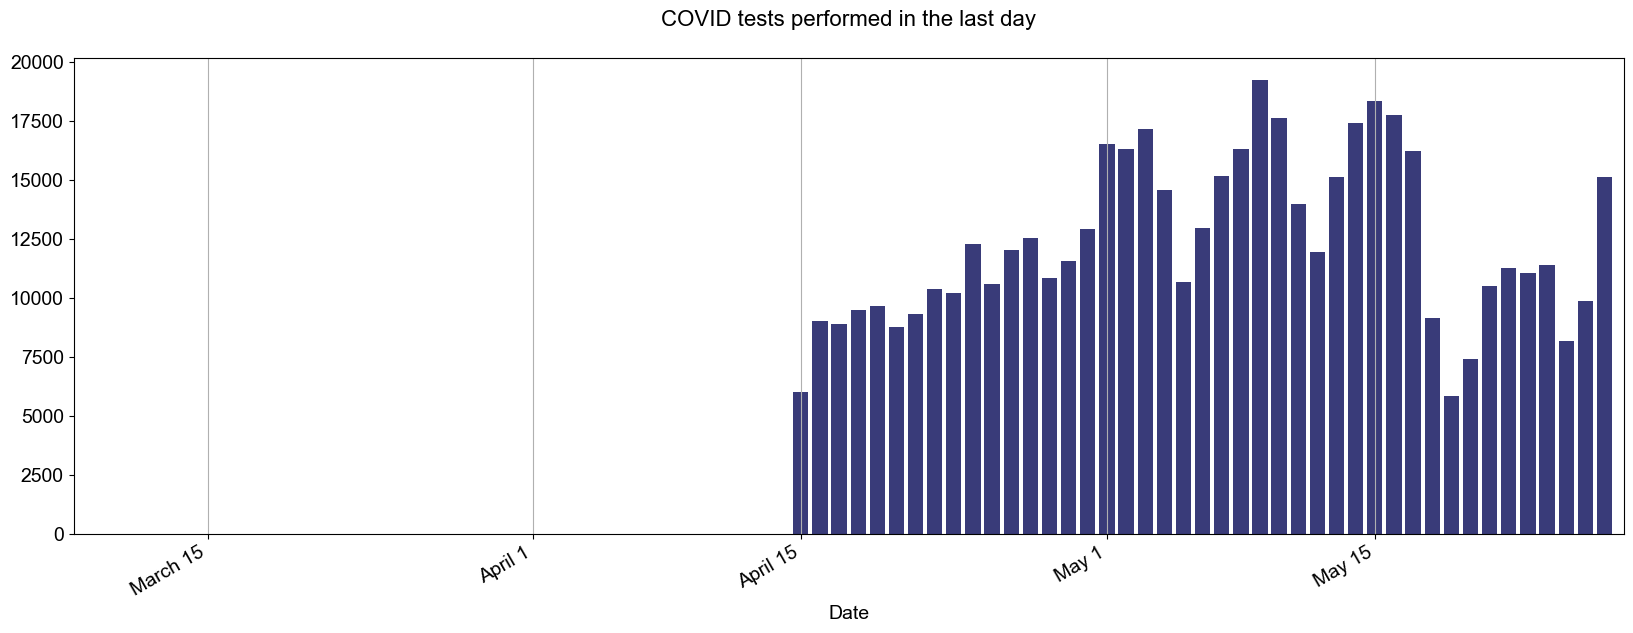 COVID tests performed in the last day
20000
17500
15000
12500
10000
7500
5000
2500
0
March 15
April 1
April 15
May 1
May 15
Date